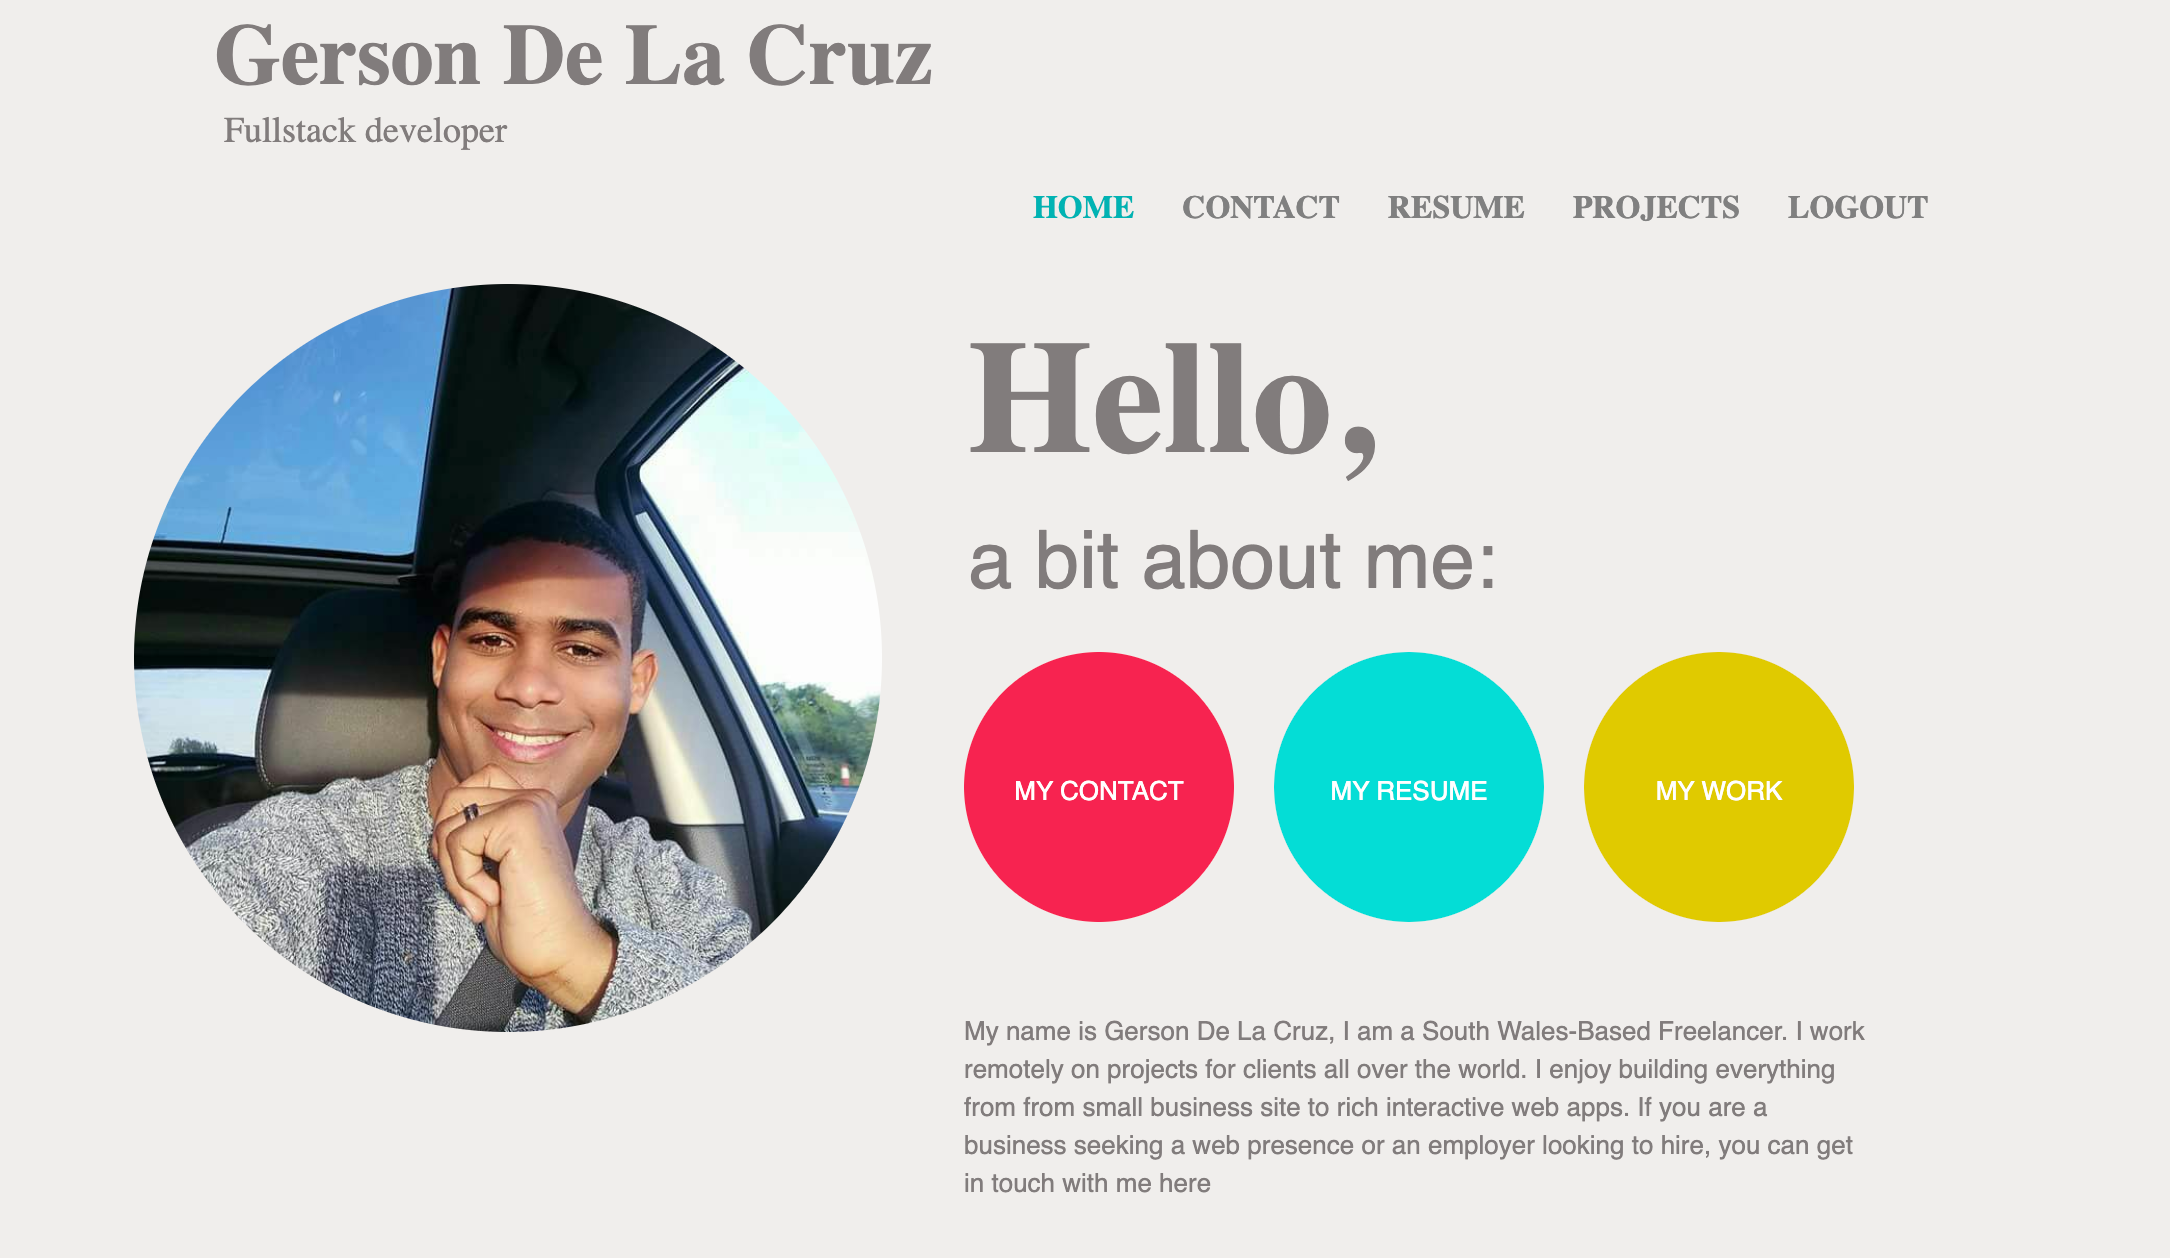 Gerson De La Cruz
Fullstack developer
HOME CONTACT RESUME PROJECTS LOGOUT
Hello,
a bit about me:
MY CONTACT MY RESUME MY WORK
My name is Gerson De La Cruz, I am a South Wales-Based Freelancer. I work
remotely on projects for clients all over the world. I enjoy building everything
from from small business site to rich interactive web apps. If you are a
business seeking a web presence or an employer looking to hire, you can get
in touch with me here